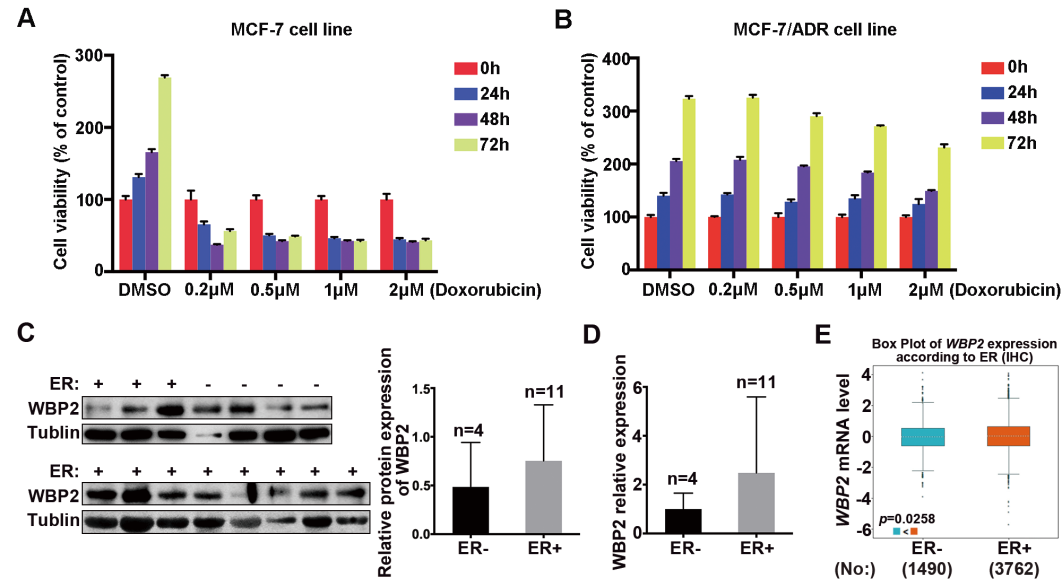 A
MCF-7 cell line
Cell viability (% of control)
300
200
100
0
0h
24h
48h
72h
DMSO 0.2µM 0.5µM 1µM 2µM (Doxorubicin)
B
MCF-7/ADR cell line
Cell viability (% of control)
400
300
200
100
0
0h
24h
48h
72h
DMSO 0.2µM 0.5µM 1µM 2µM (Doxorubicin)
C
ER: + + + - - - -
WBP2
Tublin
ER: + + + + + + + +
WBP2
Tublin
Relative protein expression
of WBP2
1.5
1.0
0.5
0.0
n=4
n=11
ER- ER+
D
WBP2 relative expression
6
4
2
0
n=4
n=11
ER- ER+
E
Box Plot of WBP2 expression
according to ER (IHC)
WBP2 mRNA level
4
2
0
-2
-4
-6
p=0.0258
<
ER- ER+
(No:) (1490) (3762)